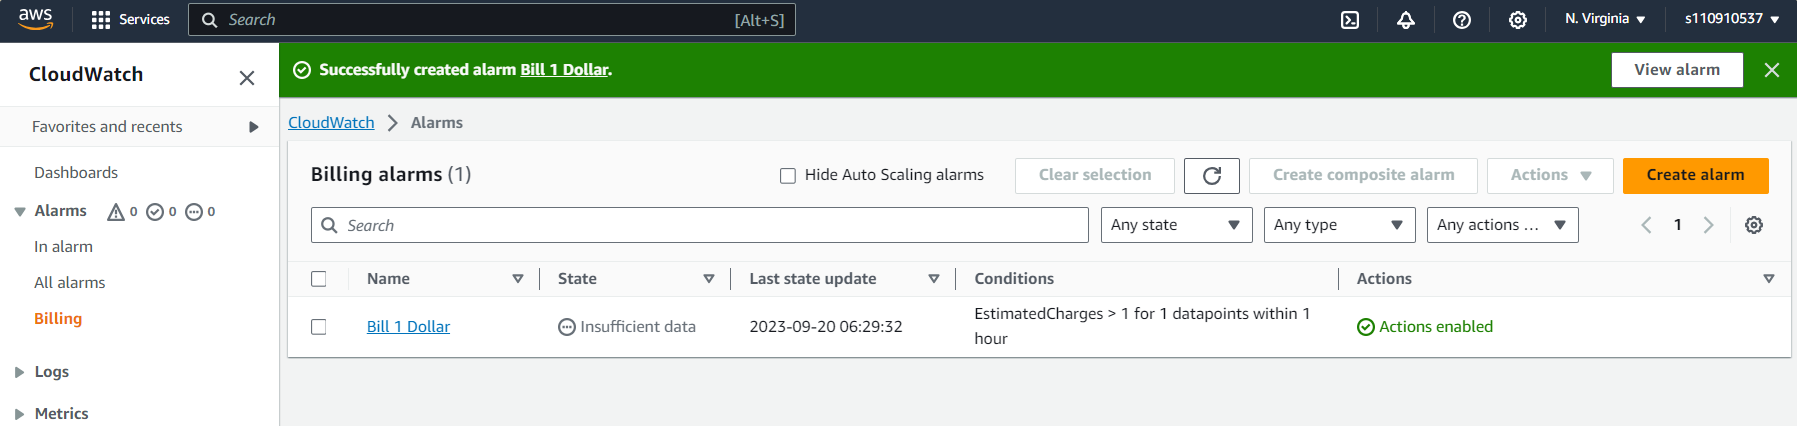 aws Services Search [Alt+S] N. Virginia s110910537
CloudWatch
Favorites and recents
Dashboards
Alarms 0 0 0
In alarm
All alarms
Billing
Logs
Metrics
Successfully created alarm Bill 1 Dollar. View alarm
CloudWatch Alarms
Billing alarms (1) Hide Auto Scaling alarms Clear selection Create composite alarm Actions Create alarm
Search Any state Any type Any actions ... 1
Name State Last state update Conditions Actions
Bill 1 Dollar Insufficient data 2023-09-20 06:29:32 EstimatedCharges > 1 for 1 datapoints within 1
hour
Actions enabled